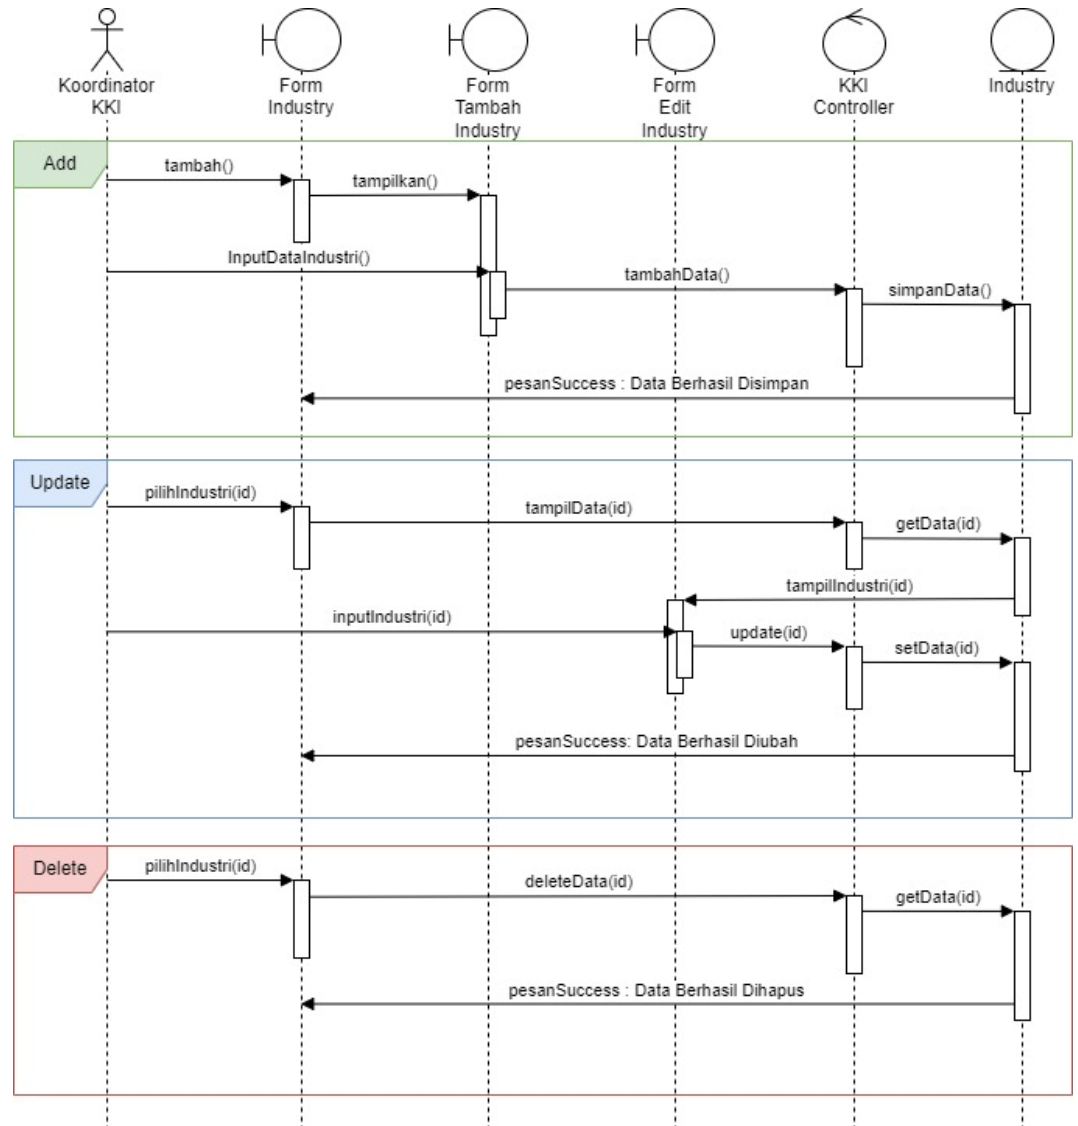 Koordinator
KKI
Form
Industry
Form
Tambah
Industry
Form
Edit
Industry
KKI
Controller
Industry
Add
tambah()
tampilkan()
InputDataIndustri()
tambahData()
simpanData()
pesanSuccess : Data Berhasil Disimpan
Update
pilihIndustri(id)
tampilData(id)
getData(id)
tampilIndustri(id)
inputIndustri(id)
update(id)
setData(id)
pesanSuccess: Data Berhasil Diubah
Delete
pilihIndustri(id)
deleteData(id)
getData(id)
pesanSuccess : Data Berhasil Dihapus